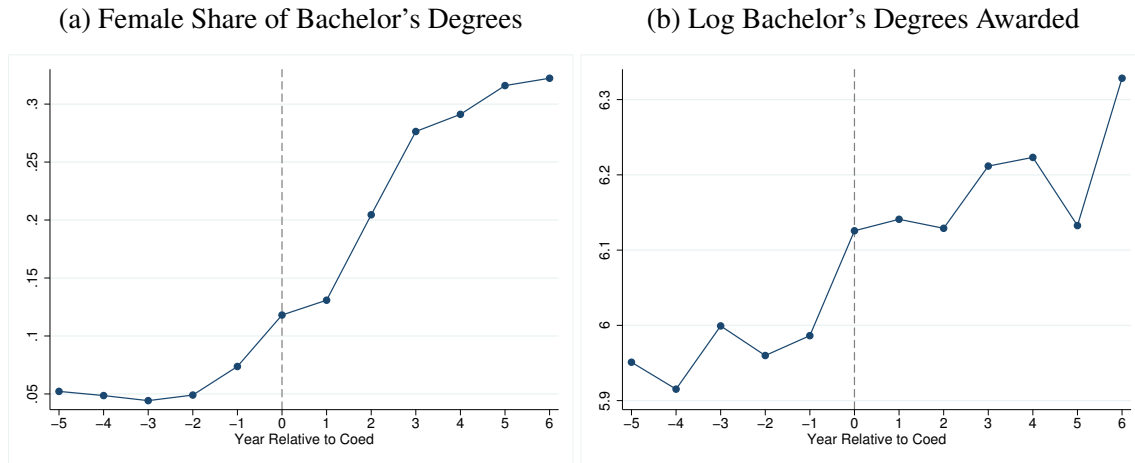 (a) Female Share of Bachelor's Degrees
.3
.25
.2
.15
.1
.05
−5 −4 −3 −2 −1 0 1 2 3 4 5 6
Year Relative to Coed
(b) Log Bachelor's Degrees Awarded
6.3
6.2
6.1
6
5.9
−5 −4 −3 −2 −1 0 1 2 3 4 5 6
Year Relative to Coed